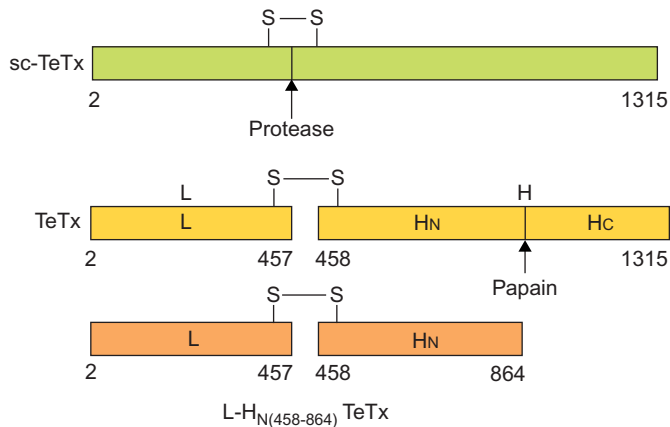 S S
sc-TeTx
2 1315
Protease
S S
L H
TeTx L HN HC
2 457 458 1315
Papain
S S
L HN
2 457 458 864
L-HN(458-864) TeTx